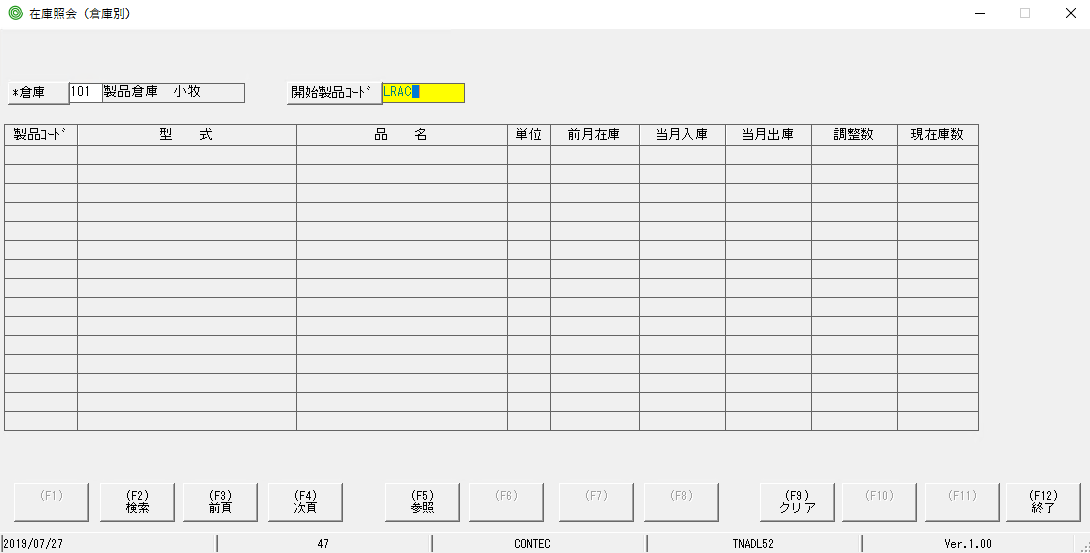 在庫照会（倉庫別）
*倉庫 101 製品倉庫　小牧 開始製品ｺｰﾄﾞ LRAC
製品ｺｰﾄﾞ 型　式 品　名 単位 前月在庫 当月入庫 当月出庫 調整数 現在庫数
(F1) (F2) (F3) (F4) (F5) (F6) (F7) (F8) (F9) (F10) (F11) (F12)
検索 前頁 次頁 参照 クリア 終了
2019/07/27 47 CONTEC TNADL52 Ver.1.00